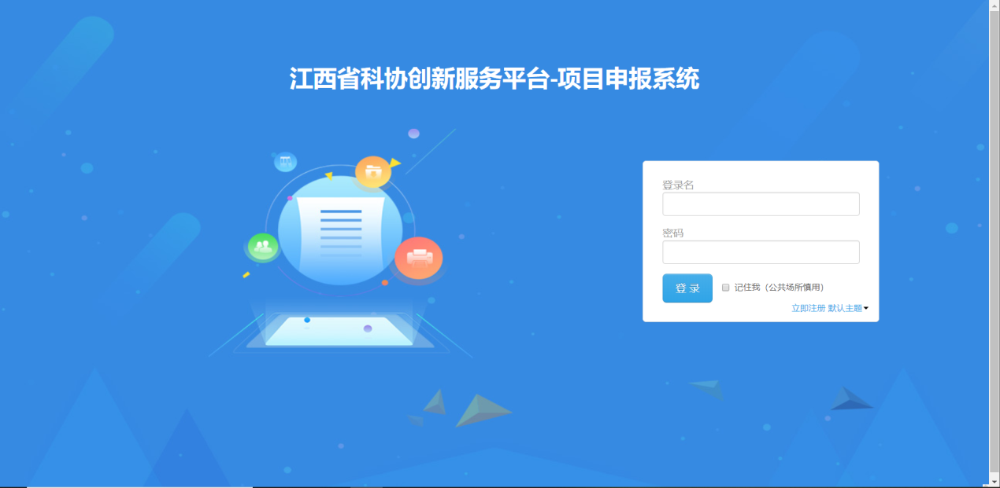 江西省科协创新服务平台-项目申报系统
登录名
密码
登 录 记住我（公共场所慎用）
立即注册 默认主题